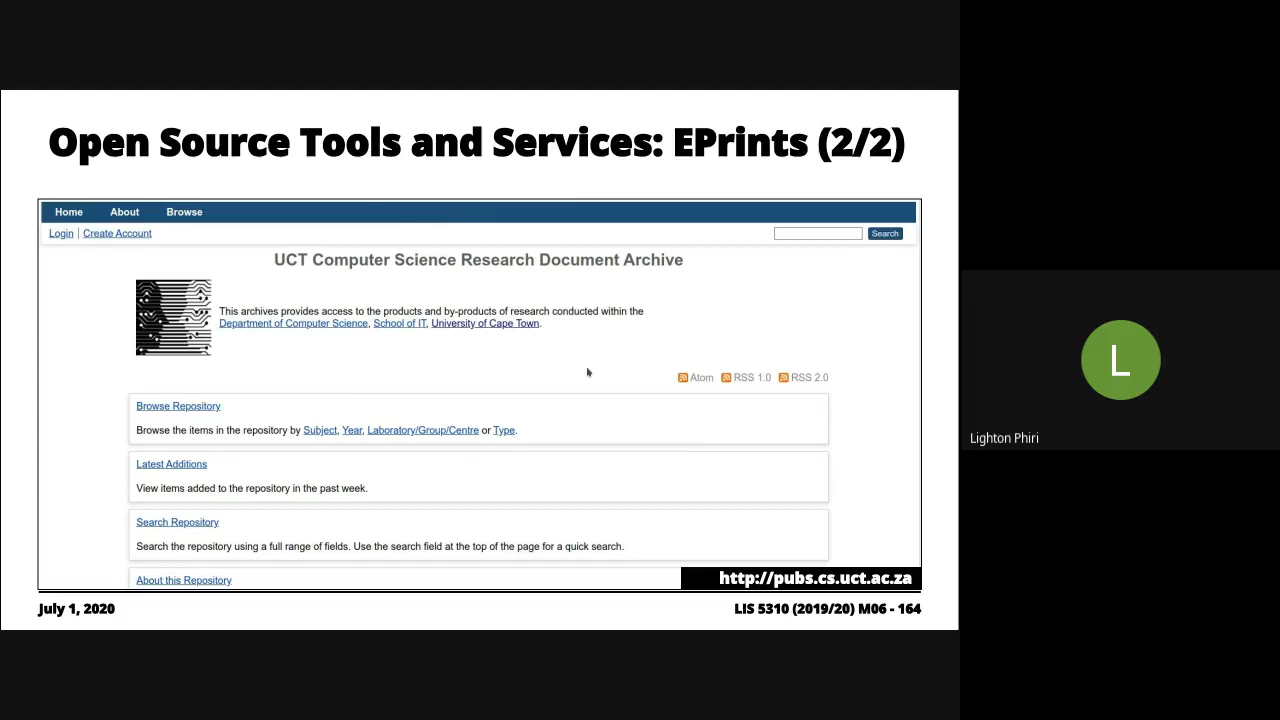 Open Source Tools and Services: EPrints (2/2)
Home About Browse
Login | Create Account Search
UCT Computer Science Research Document Archive
This archives provides access to the products and by-products of research conducted within the
Department of Computer Science, School of IT, University of Cape Town.
Atom RSS 1.0 RSS 2.0
Browse Repository
Browse the items in the repository by Subject, Year, Laboratory/Group/Centre or Type.
Latest Additions
View items added to the repository in the past week.
Search Repository
Search the repository using a full range of fields. Use the search field at the top of the page for a quick search.
About this Repository
http://pubs.cs.uct.ac.za
July 1, 2020 LIS 5310 (2019/20) M06 - 164
L
Lighton Phiri